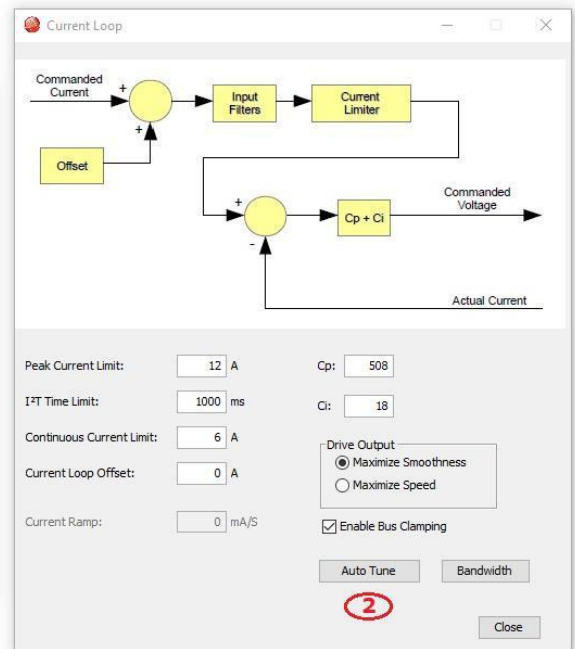 Current Loop
Commanded
Current
+
+
Offset
Input
Filters
Current
Limiter
+
-
Cp + Ci
Commanded
Voltage
Actual Current
Peak Current Limit: 12 A
I²T Time Limit: 1000 ms
Continuous Current Limit: 6 A
Current Loop Offset: 0 A
Current Ramp: 0 mA/S
Cp: 508
Ci: 18
Drive Output
Maximize Smoothness
Maximize Speed
Enable Bus Clamping
Auto Tune
Bandwidth
2
Close